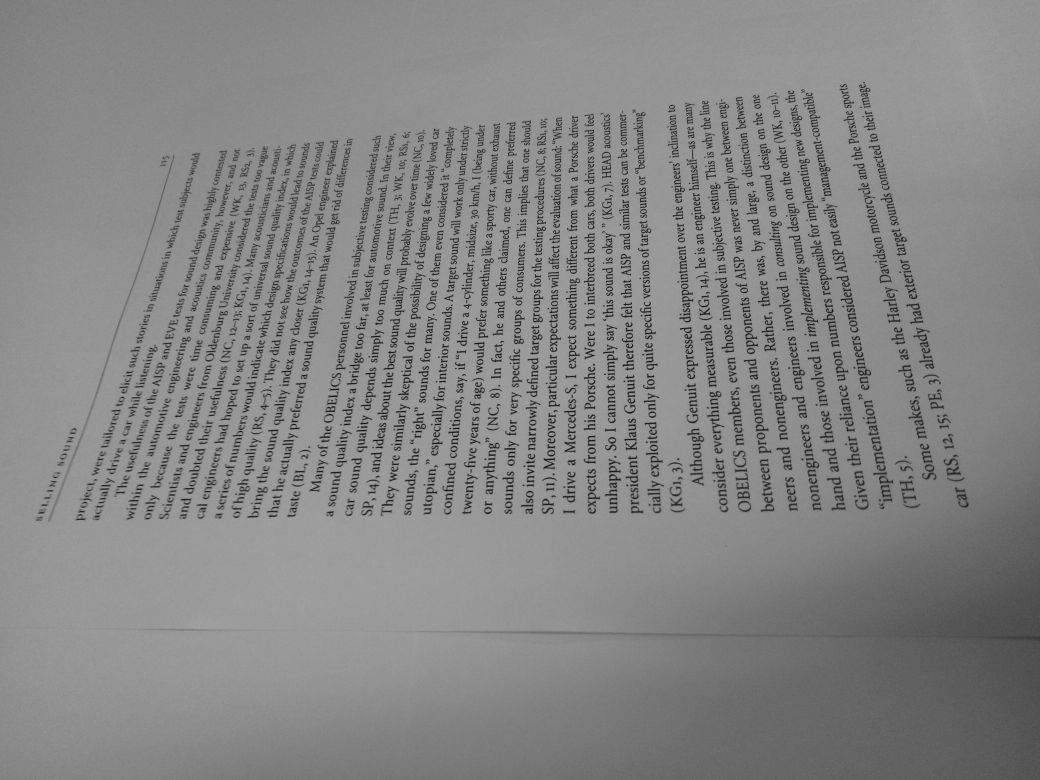 SELLING SOUND 115
project, were tailored to elicit such stories in situations in which test subjects would
actually drive a car while listening.
The usefulness of the AISP and EVE tests for sound design was highly contested
within the automotive engineering and acoustics community, however, and not
only because the tests were time consuming and expensive (WK, 13, RS2, 3).
Scientists and engineers from Oldenburg University considered the tests too vague
and doubted their usefulness (NC, 12–13; KG1, 14). Many acousticians and acousti-
cal engineers had hoped to set up a sort of universal sound quality index, in which
a series of numbers would indicate which design specifications would lead to sounds
of high quality (RS, 4–5). They did not see how the outcomes of the AISP tests could
bring the sound quality index any closer (KG1, 14–15). An Opel engineer explained
that he actually preferred a sound quality system that would get rid of differences in
taste (BL, 2).
Many of the OBELICS personnel involved in subjective testing considered such
a sound quality index a bridge too far, at least for automotive sound. In their view,
car sound quality depends simply too much on context (TH, 3; WK, 10; RS1, 6;
SP, 14), and ideas about the best sound quality will probably evolve over time (NC, 10).
They were similarly skeptical of the possibility of designing a few widely loved car
sounds, the “right” sounds for many. One of them even considered it “completely
utopian,” especially for interior sounds. A target sound will work only under strictly
confined conditions, say, if “I drive a 4-cylinder, midsize, 30 km/h, I (being under
twenty-five years of age) would prefer something like a sporty car, without exhaust
or anything” (NC, 8). In fact, he and others claimed, one can define preferred
sounds only for very specific groups of consumers. This implies that one should
also invite narrowly defined target groups for the testing procedures (NC, 8; RS1, 10;
SP, 11). Moreover, particular expectations will affect the evaluation of sound: “When
I drive a Mercedes-S, I expect something different from what a Porsche driver
expects from his Porsche. Were I to interbreed both cars, both drivers would feel
unhappy. So I cannot simply say ‘this sound is okay’ ” (KG1, 7). HEAD acoustics’
president Klaus Genuit therefore felt that AISP and similar tests can be commer-
cially exploited only for quite specific versions of target sounds or “benchmarking”
(KG1, 3).
Although Genuit expressed disappointment over the engineers’ inclination to
consider everything measurable (KG1, 14), he is an engineer himself—as are many
OBELICS members, even those involved in subjective testing. This is why the line
between proponents and opponents of AISP was never simply one between engi-
neers and nonengineers. Rather, there was, by and large, a distinction between
nonengineers and engineers involved in consulting on sound design on the one
hand and those involved in implementing sound design on the other (WK, 10–11).
Given their reliance upon numbers responsible for implementing new designs, the
“implementation” engineers considered AISP not easily “management-compatible”
(TH, 5).
Some makes, such as the Harley Davidson motorcycle and the Porsche sports
car (RS, 12, 15; PE, 3) already had exterior target sounds connected to their image.